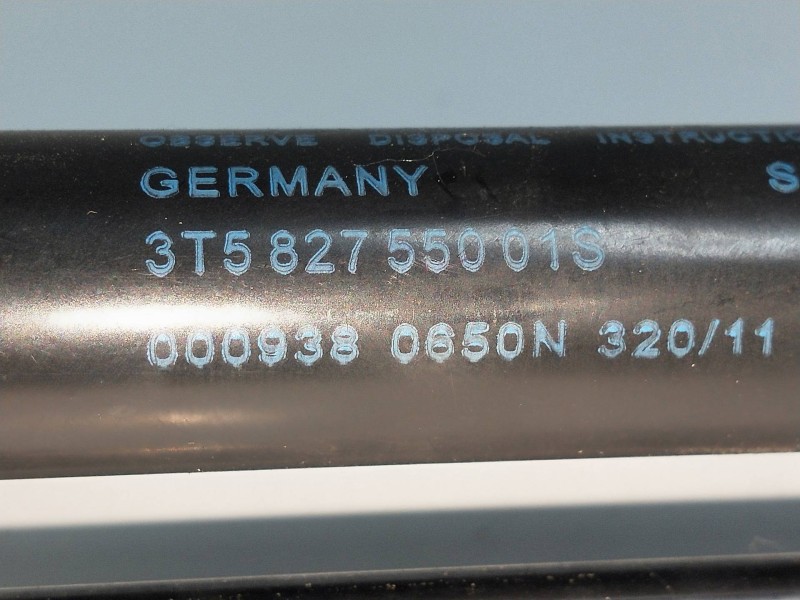 OBSERVE DISPOSAL INSTRUCTIO
GERMANY S
3T5 827 550 01S
000938 0650N 320/11